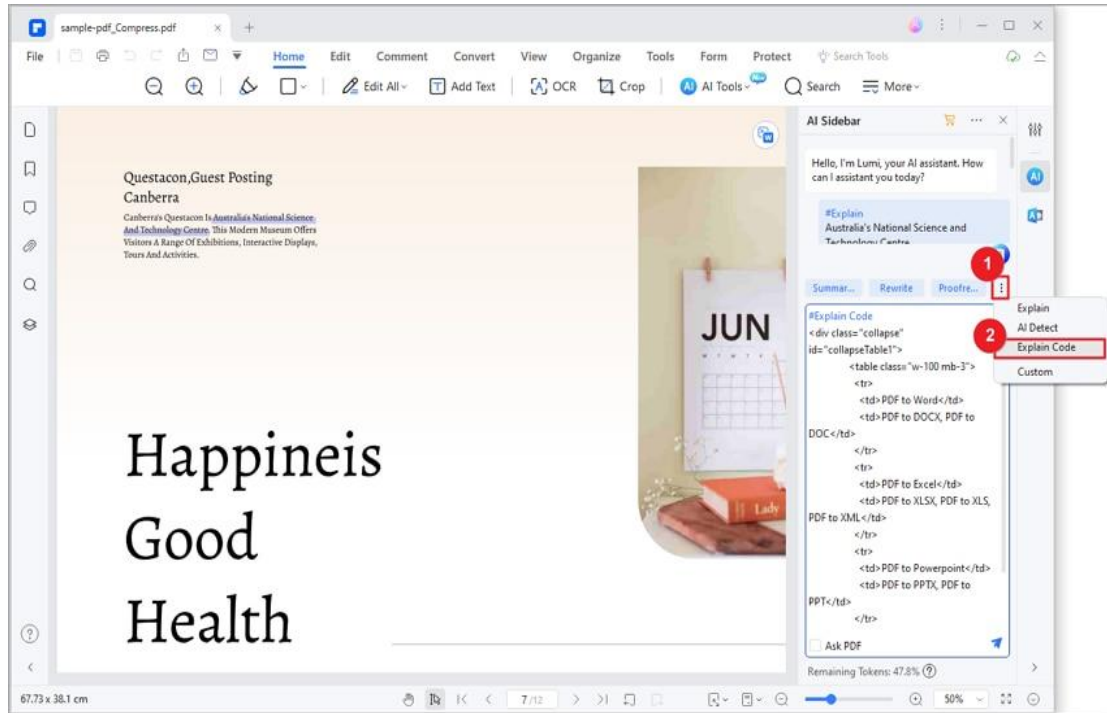 sample-pdf_Compress.pdf
File Home Edit Comment Convert View Organize Tools Form Protect Search Tools
Edit All Add Text OCR Crop AI AI Tools Search More
AI Sidebar
Hello, I'm Lumi, your AI assistant. How
can I assistant you today?
#Explain
Australia's National Science and
Technology Centre
1
Summar... Rewrite Proofre...
Explain
AI Detect
2
Explain Code
Custom
#Explain Code
<div class="collapse"
id="collapseTable1">
<table class="w-100 mb-3">
<tr>
<td>PDF to Word</td>
<td>PDF to DOCX, PDF to
DOC</td>
</tr>
<tr>
<td>PDF to Excel</td>
<td>PDF to XLSX, PDF to XLS,
PDF to XML</td>
</tr>
<tr>
<td>PDF to Powerpoint</td>
<td>PDF to PPTX, PDF to
PPT</td>
</tr>
Ask PDF
Remaining Tokens: 47.8%
AI
Questacon,Guest Posting
Canberra
Canberra's Questacon Is Australia's National Science
And Technology Centre. This Modern Museum Offers
Visitors A Range Of Exhibitions, Interactive Displays,
Tours And Activities.
JUN
Lady
Happineis
Good
Health
67.73 x 38.1 cm 7/12 50%